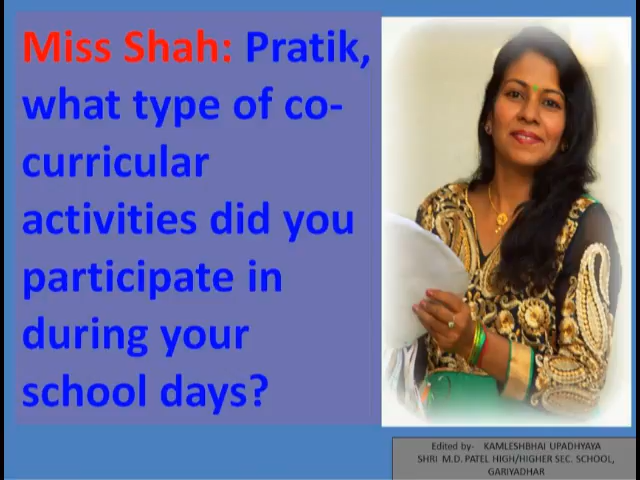 Miss Shah: Pratik,
what type of co-
curricular
activities did you
participate in
during your
school days?
Edited by- KAMLESHBHAI UPADHYAYA
SHRI M.D. PATEL HIGH/HIGHER SEC. SCHOOL,
GARIYADHAR